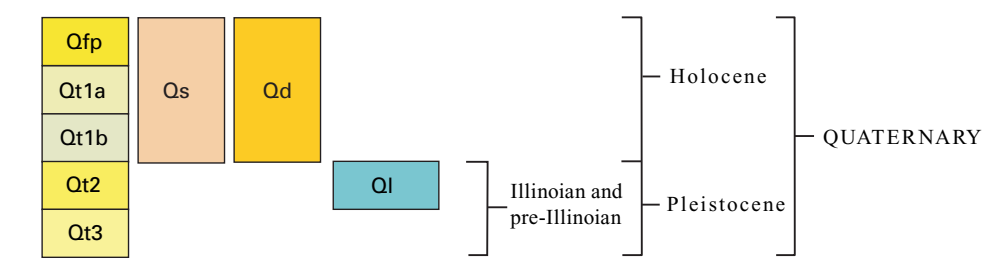 Qfp
Qt1a
Qs
Qd
Holocene
Qt1b
QUATERNARY
Qt2
Ql
Illinoian and
pre-Illinoian
Pleistocene
Qt3